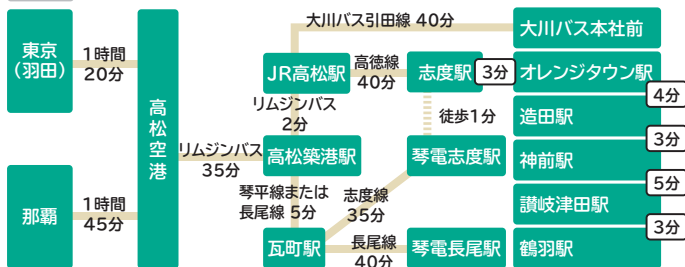 東京
(羽田)
1時間
20分
那覇
1時間
45分
高松空港
リムジンバス
35分
大川バス引田線 40分
JR高松駅
高徳線
40分
志度駅
3分
リムジンバス
2分
徒歩1分
高松築港駅
琴電志度駅
琴平線または
長尾線 5分
志度線
35分
瓦町駅
長尾線
40分
琴電長尾駅
大川バス本社前
オレンジタウン駅
4分
造田駅
3分
神前駅
5分
讃岐津田駅
3分
鶴羽駅